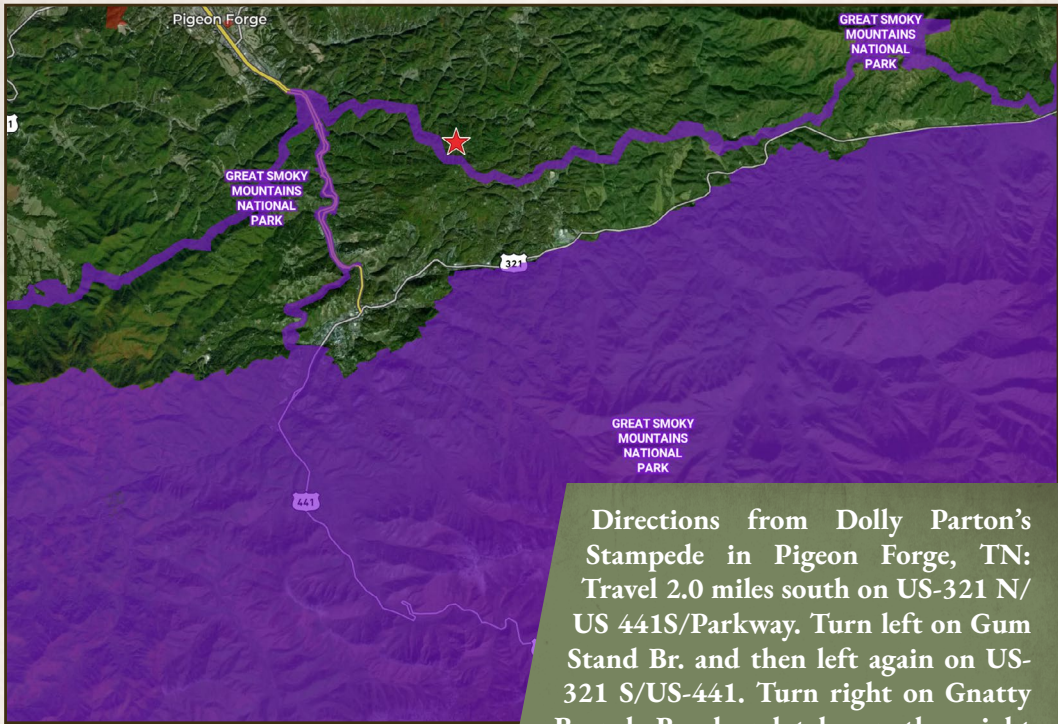 Pigeon Forge
GREAT SMOKY
MOUNTAINS
NATIONAL
PARK
1
GREAT SMOKY
MOUNTAINS
NATIONAL
PARK
321
GREAT SMOKY
MOUNTAINS
NATIONAL
PARK
441
Directions from Dolly Parton’s
Stampede in Pigeon Forge, TN:
Travel 2.0 miles south on US-321 N/
US 441S/Parkway. Turn left on Gum
Stand Br. and then left again on US-
321 S/US-441. Turn right on Gnatty